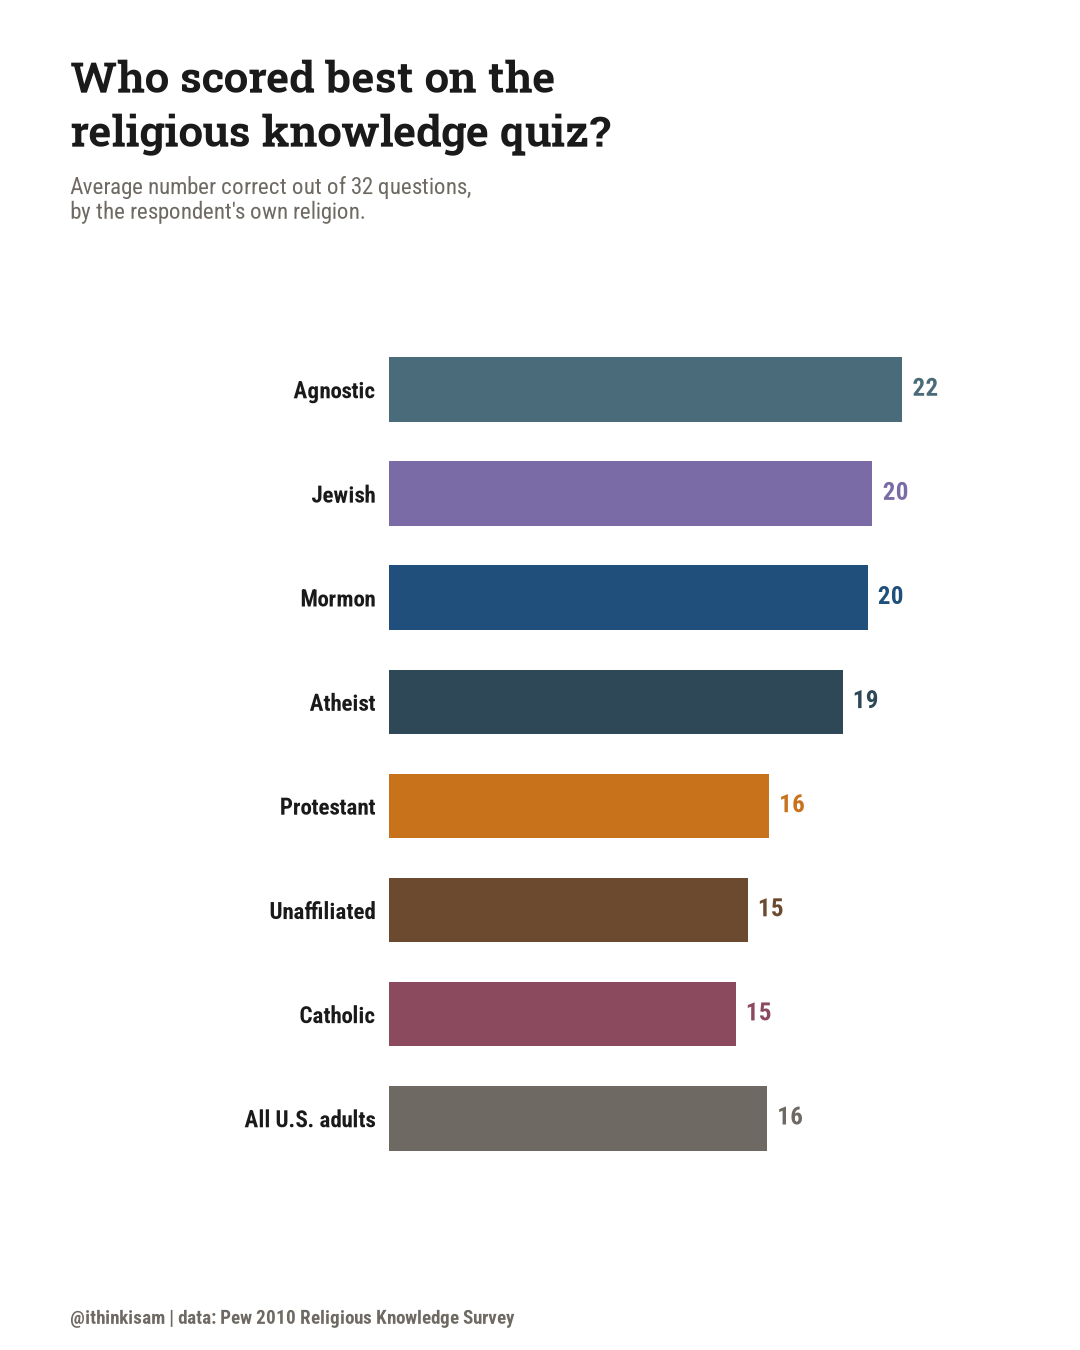 Who scored best on the
religious knowledge quiz?
Average number correct out of 32 questions,
by the respondent's own religion.
Agnostic 22
Jewish 20
Mormon 20
Atheist 19
Protestant 16
Unaffiliated 15
Catholic 15
All U.S. adults 16
@ithinkisam | data: Pew 2010 Religious Knowledge Survey